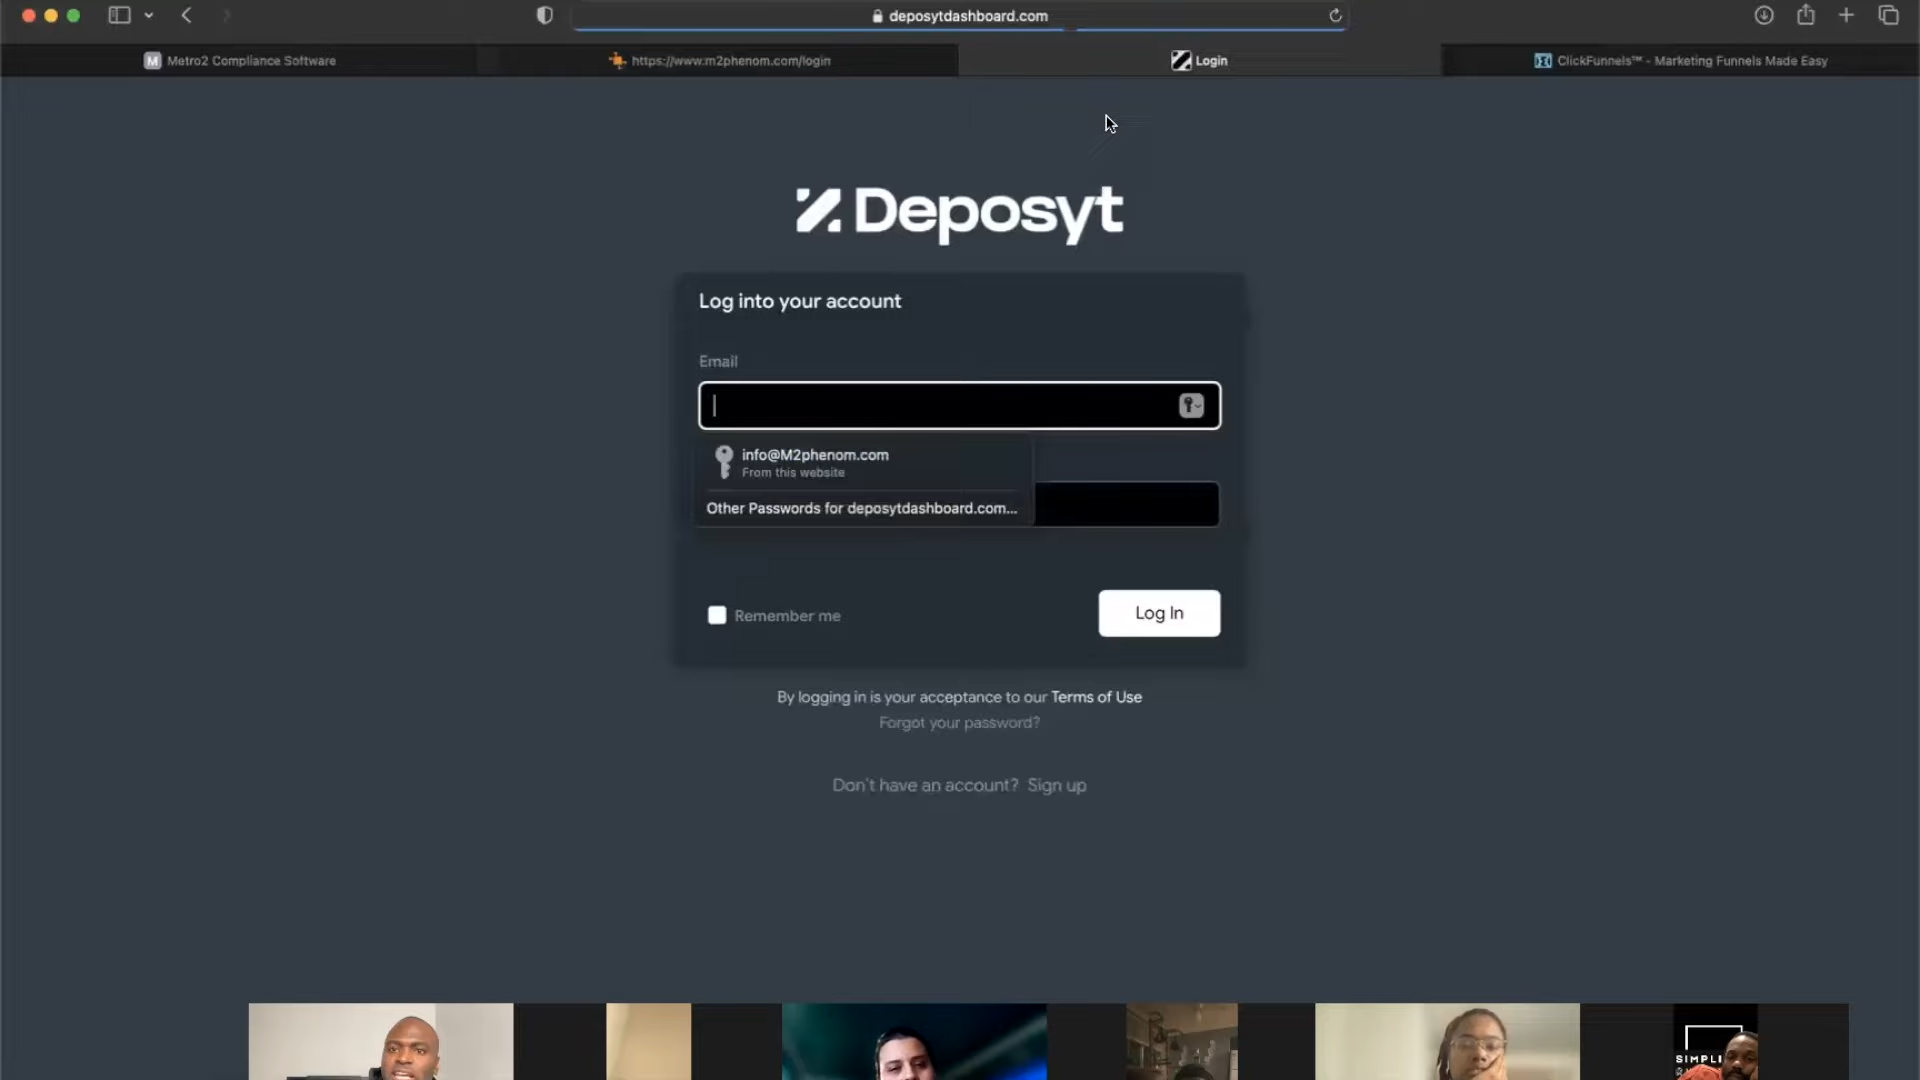 deposytdashboard.com
Metro2 Compliance Software
https://www.m2phenom.com/login
Login
ClickFunnels™ - Marketing Funnels Made Easy
Deposyt
Log into your account
Email
info@M2phenom.com
From this website
Other Passwords for deposytdashboard.com...
Remember me
Log In
By logging in is your acceptance to our Terms of Use
Forgot your password?
Don't have an account? Sign up
SIMPLI